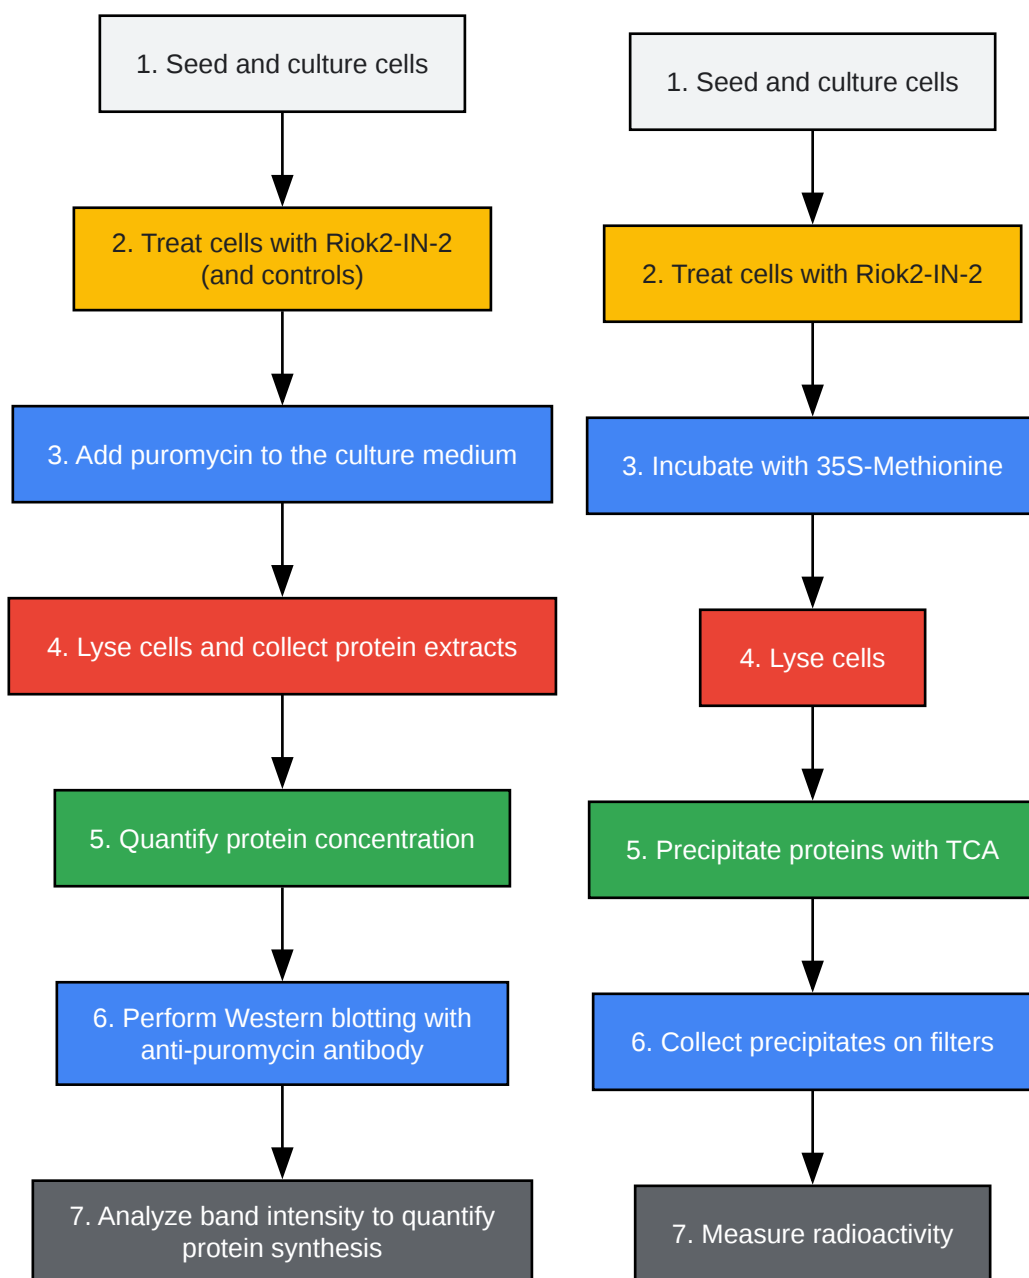 1. Seed and culture cells
2. Treat cells with Riok2-IN-2
(and controls)
3. Add puromycin to the culture medium
4. Lyse cells and collect protein extracts
5. Quantify protein concentration
6. Perform Western blotting with
anti-puromycin antibody
7. Analyze band intensity to quantify
protein synthesis
1. Seed and culture cells
2. Treat cells with Riok2-IN-2
3. Incubate with 35S-Methionine
4. Lyse cells
5. Precipitate proteins with TCA
6. Collect precipitates on filters
7. Measure radioactivity